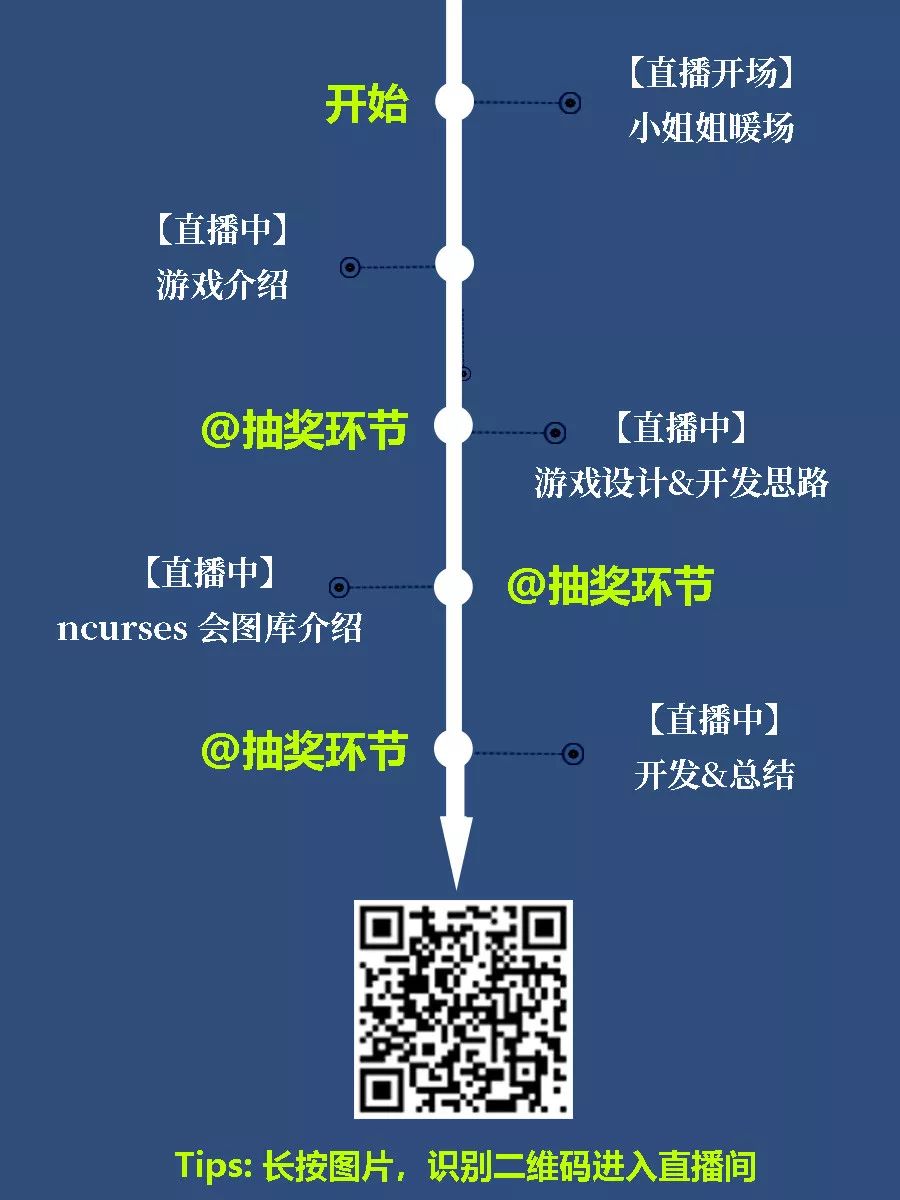 【直播开场】
开始
小姐姐暖场
【直播中】
游戏介绍
@抽奖环节
【直播中】
游戏设计&开发思路
【直播中】
@抽奖环节
ncurses 会图库介绍
【直播中】
@抽奖环节
开发&总结
Tips: 长按图片，识别二维码进入直播间